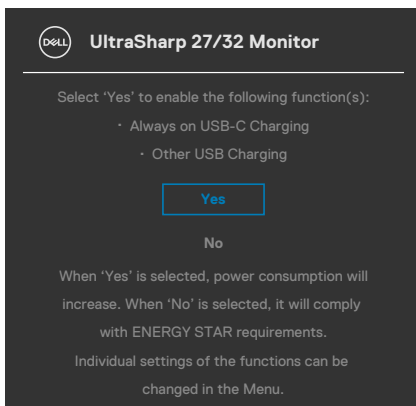 DELL UltraSharp 27/32 Monitor
Select ‘Yes’ to enable the following function(s):
· Always on USB-C Charging
· Other USB Charging
Yes
No
When ‘Yes’ is selected, power consumption will
increase. When ‘No’ is selected, it will comply
with ENERGY STAR requirements.
Individual settings of the functions can be
changed in the Menu.